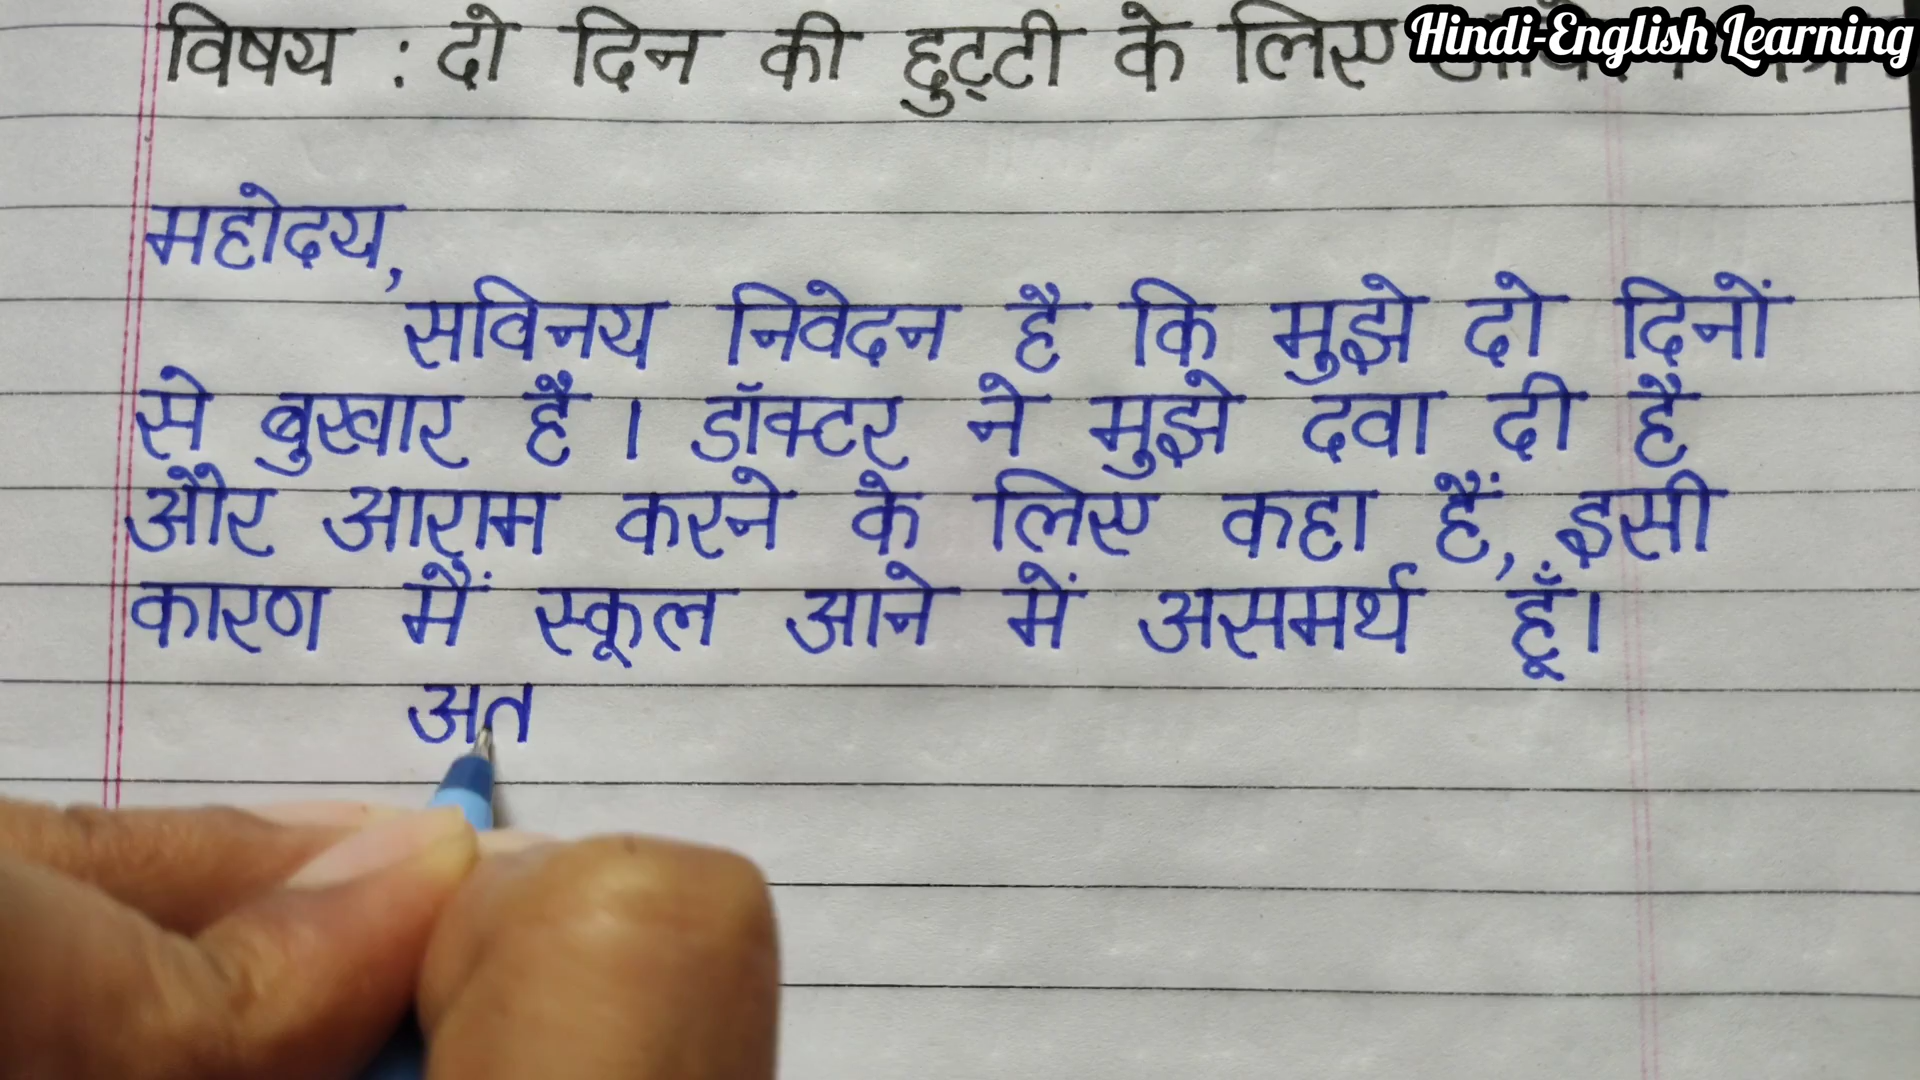 विषय : दो दिन की छुट्टी के लिए
Hindi-English Learning
महोदय,
सविनय निवेदन है कि मुझे दो दिनों
से बुखार है । डॉक्टर ने मुझे दवा दी है
और आराम करने के लिए कहा हैं, इसी
कारण मैं स्कूल आने में असमर्थ हूँ।
अत